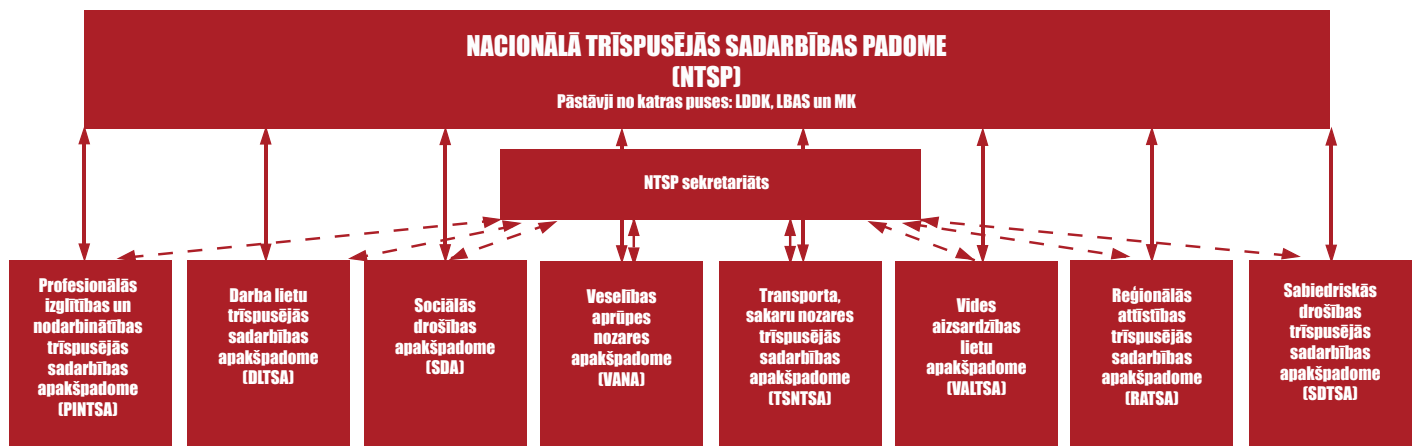 NACIONĀLĀ TRĪSPUSĒJĀS SADARBĪBAS PADOME
(NTSP)
Pāstāvji no katras puses: LDDK, LBAS un MK
NTSP sekretariāts
Profesionālās
izglītības un
nodarbinātības
trīspusējās
sadarbības
apakšpadome
(PINTSA)
Darba lietu
trīspusējās
sadarbības
apakšpadome
(DLTSA)
Sociālās
drošības
apakšpadome
(SDA)
Veselības
aprūpes
nozares
apakšpadome
(VANA)
Transporta,
sakaru nozares
trīspusējās
sadarbības
apakšpadome
(TSNTSA)
Vides
aizsardzības
lietu
apakšpadome
(VALTSA)
Reģionālās
attīstības
trīspusējās
sadarbības
apakšpadome
(RATSA)
Sabiedriskās
drošības
trīspusējās
sadarbības
apakšpadome
(SDTSA)